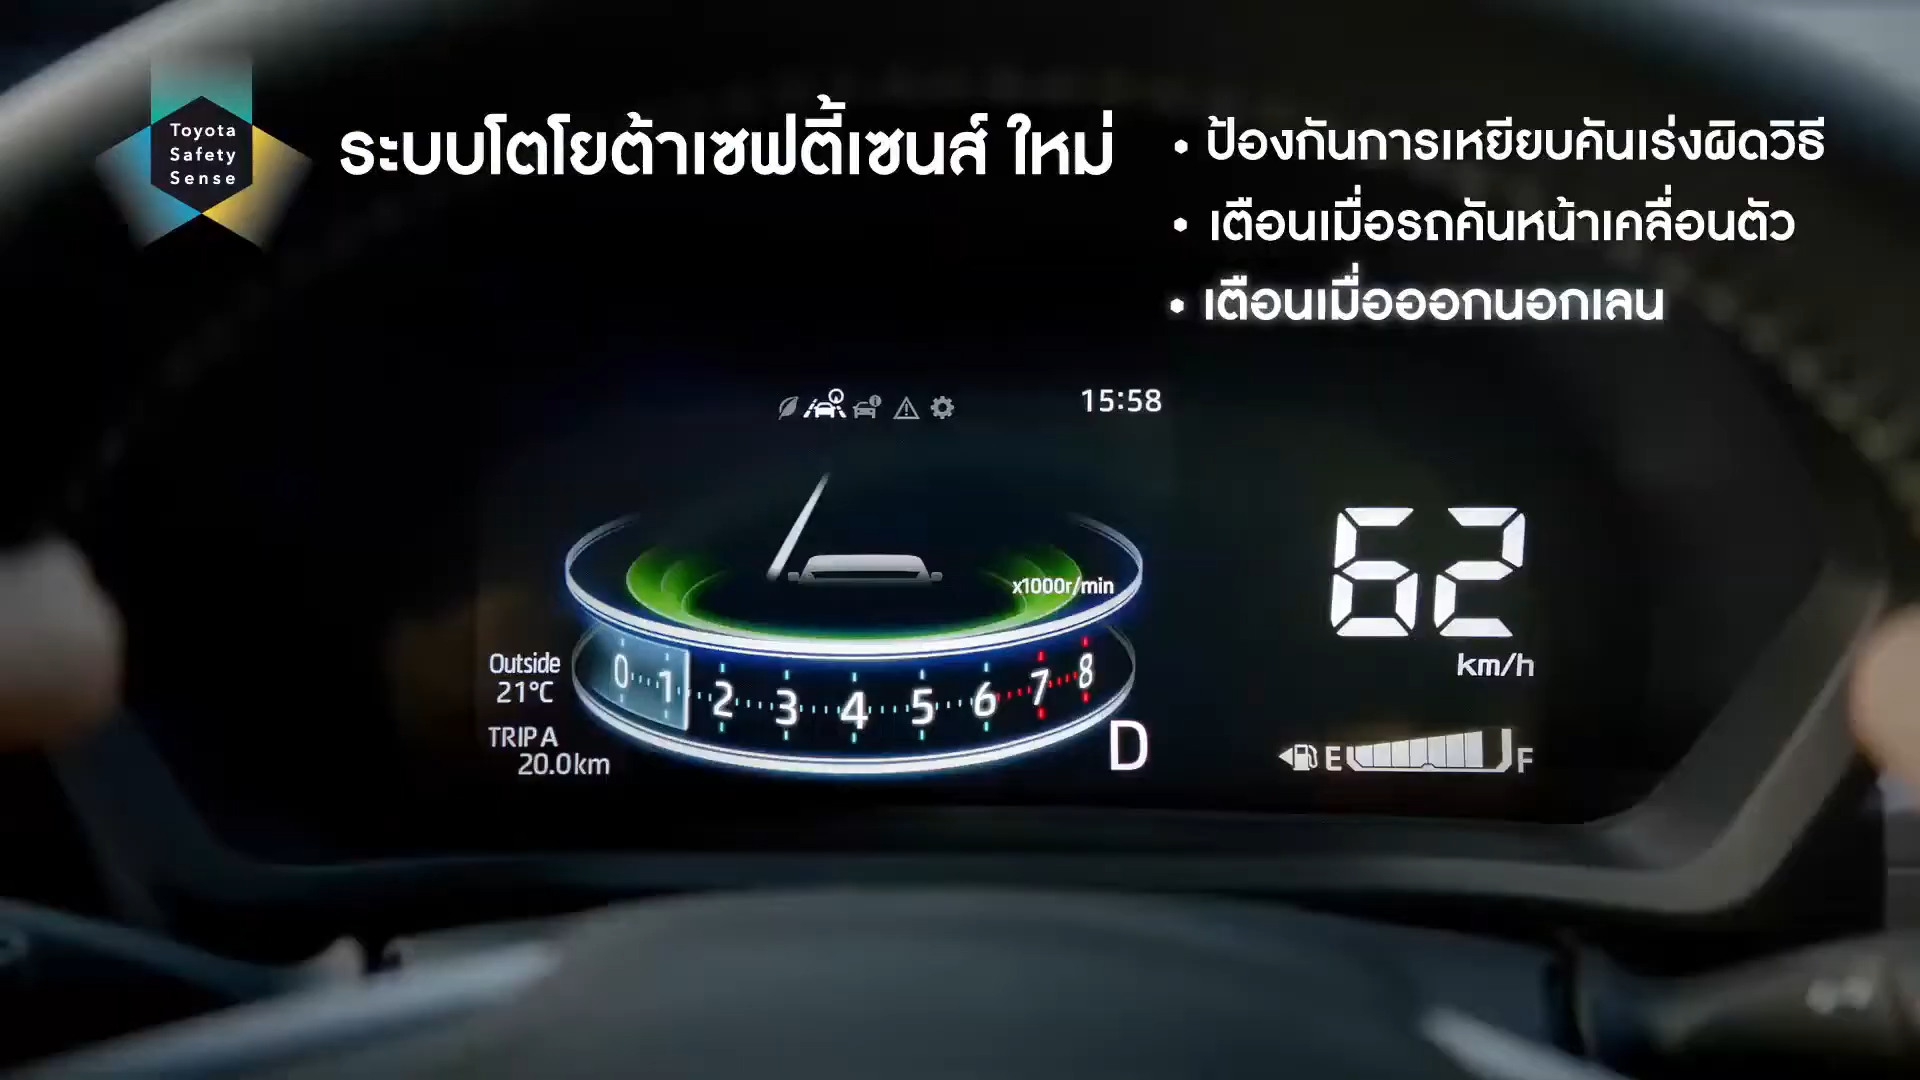 Toyota
Safety
Sense
ระบบโตโยต้าเซฟตี้เซนส์ ใหม่
• ป้องกันการเหยียบคันเร่งผิดวิธี
• เตือนเมื่อรถคันหน้าเคลื่อนตัว
• เตือนเมื่อออกนอกเลน
15:58
x1000r/min
62
km/h
Outside
21°C
0 1 2 3 4 5 6 7 8
TRIP A
20.0km
D
E F